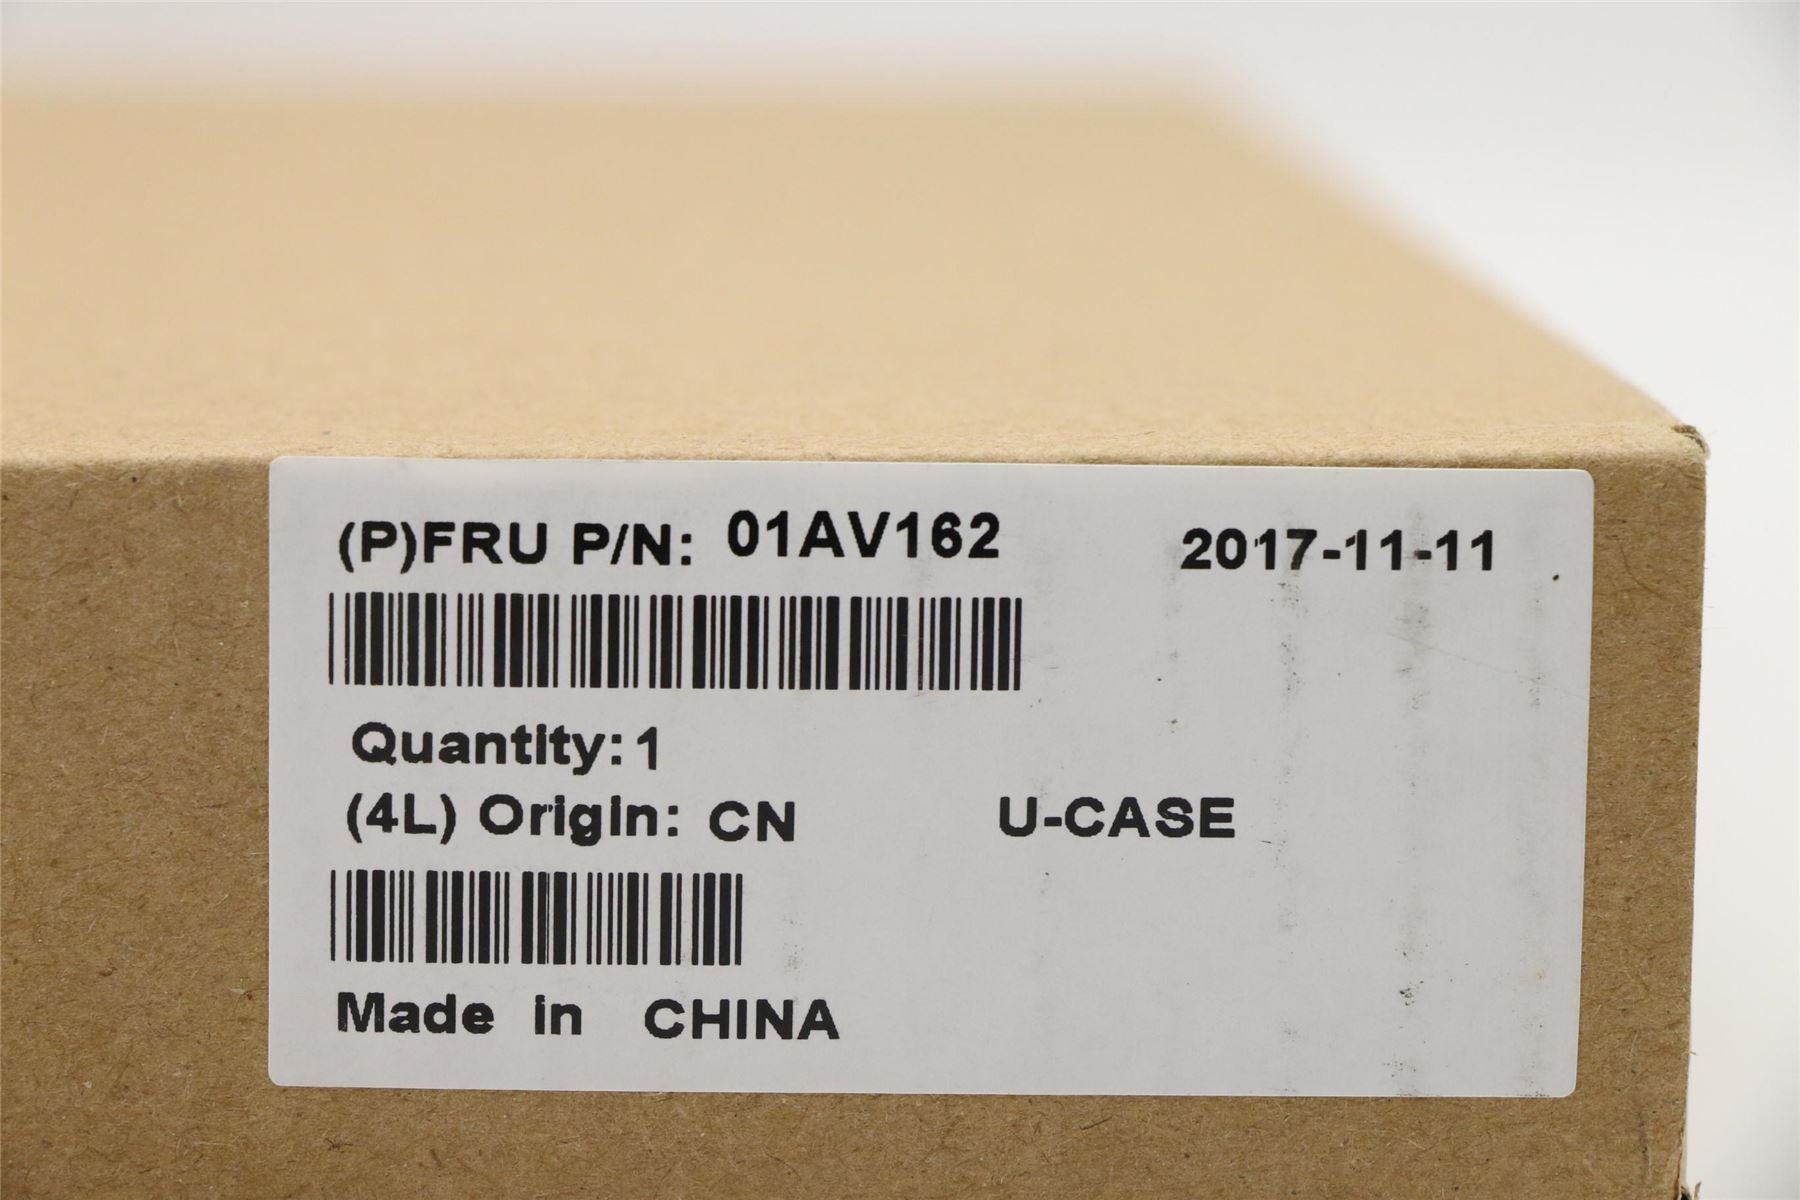 (P)FRU P/N: 01AV162 2017-11-11
Quantity:1
(4L) Origin: CN U-CASE
Made in CHINA